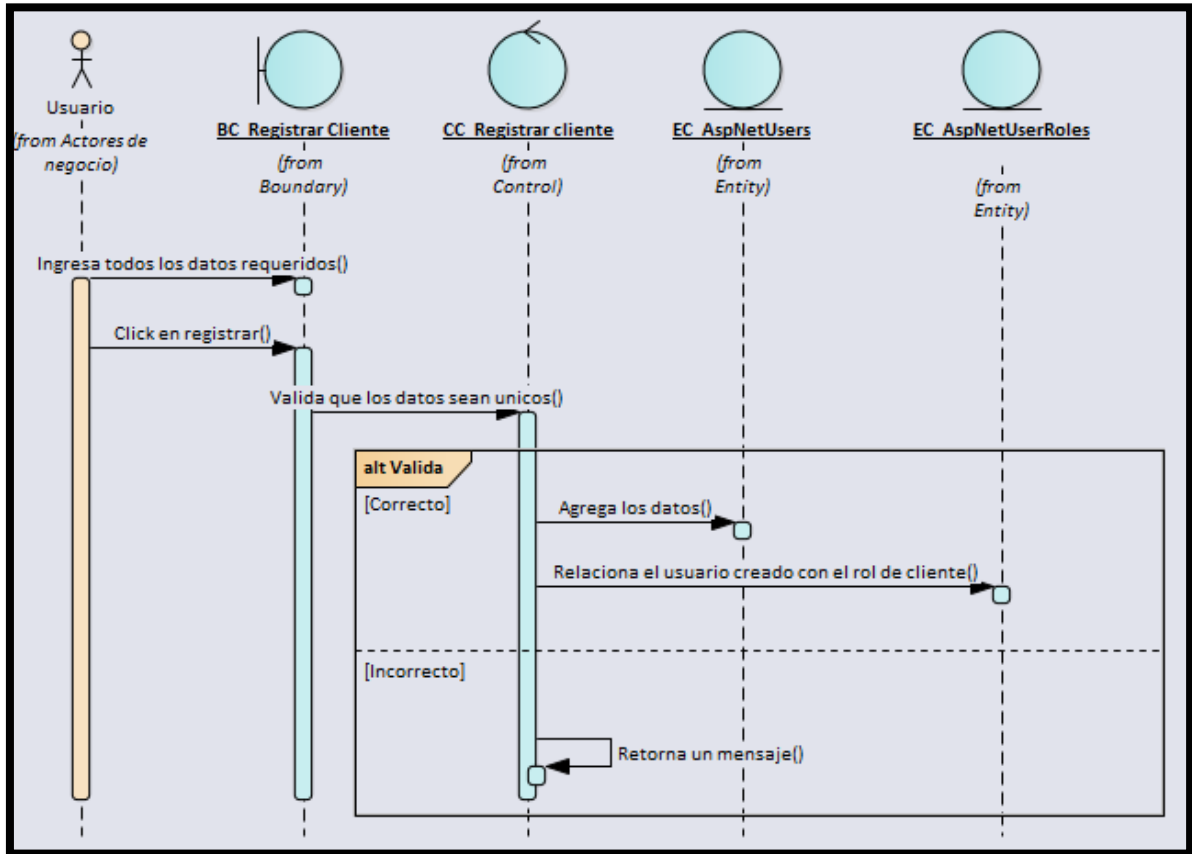 Usuario
(from Actores de
negocio)
BC_Registrar Cliente
(from
Boundary)
CC_Registrar cliente
(from
Control)
EC_AspNetUsers
(from
Entity)
EC_AspNetUserRoles
(from
Entity)
Ingresa todos los datos requeridos()
Click en registrar()
Valida que los datos sean unicos()
alt Valida
[Correcto]
Agrega los datos()
Relaciona el usuario creado con el rol de cliente()
[Incorrecto]
Retorna un mensaje()